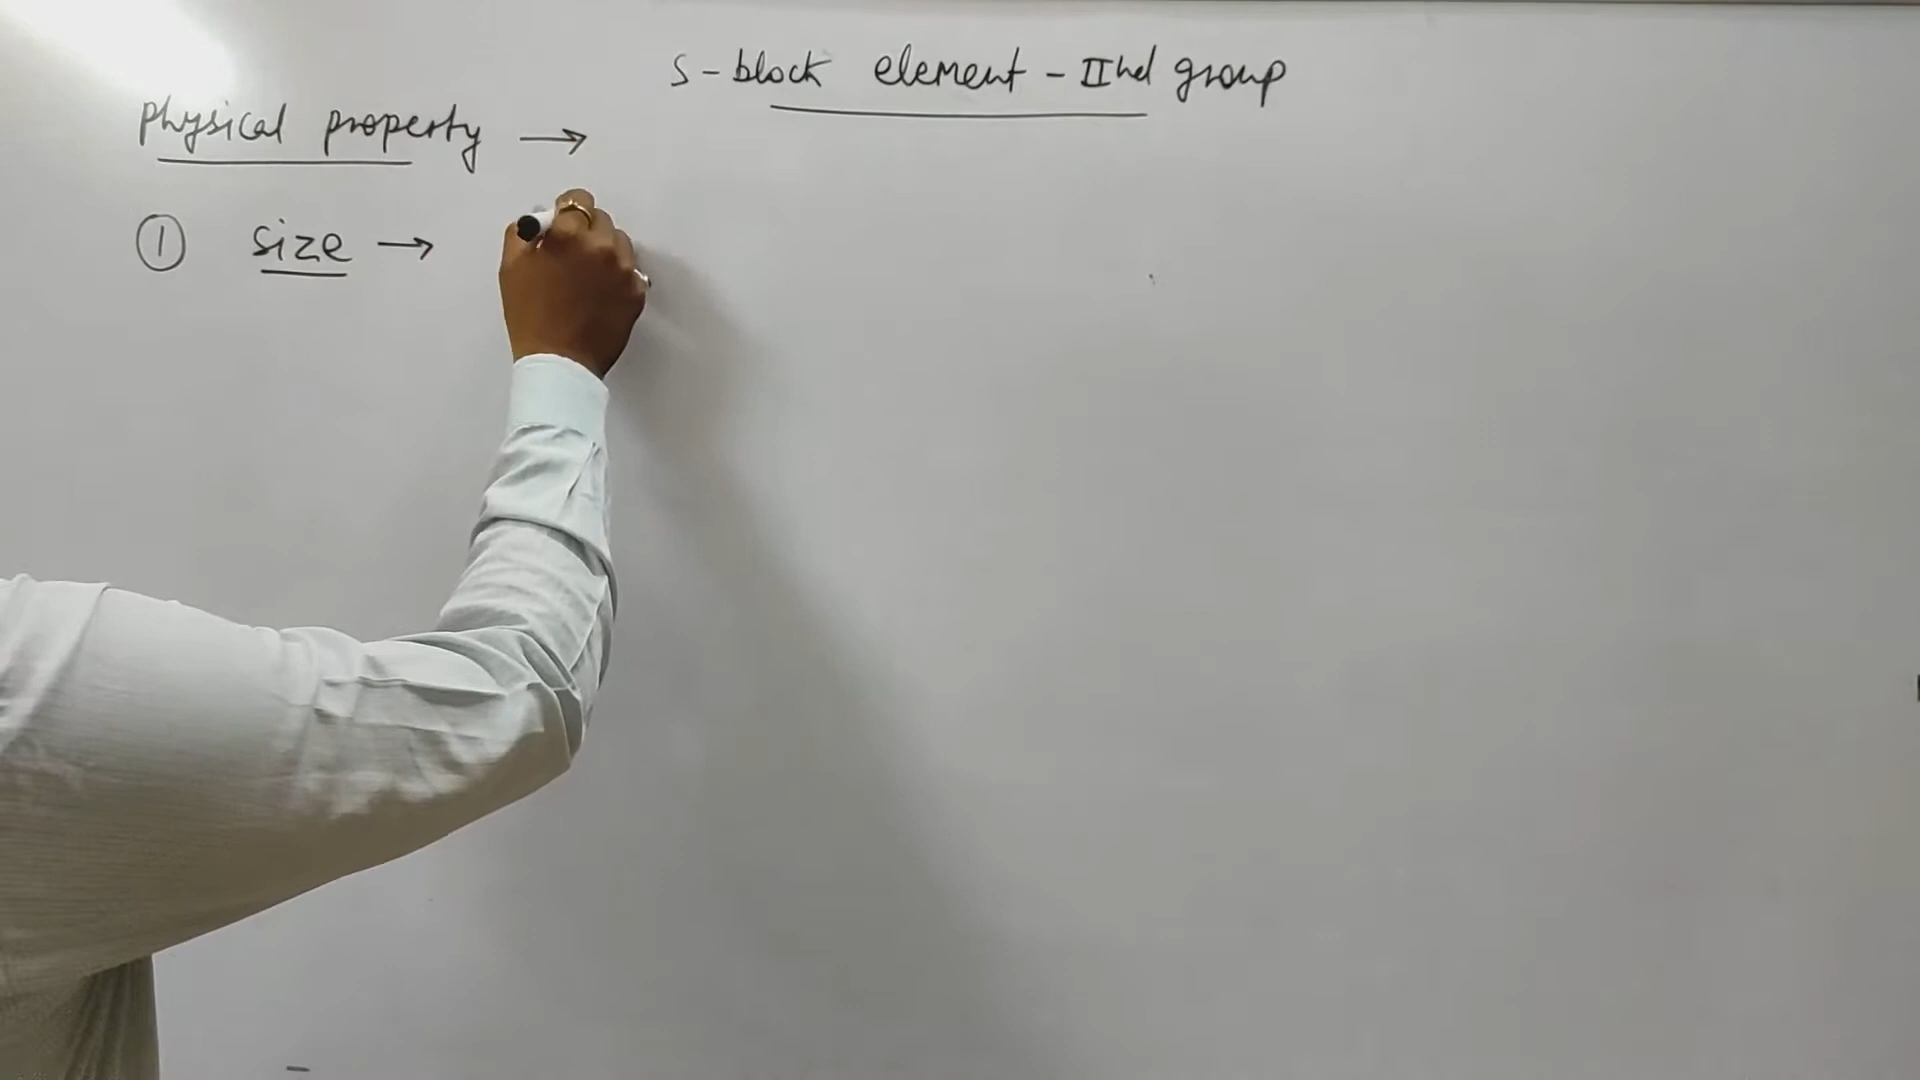 s-block element - IInd group
Physical property →
① size →